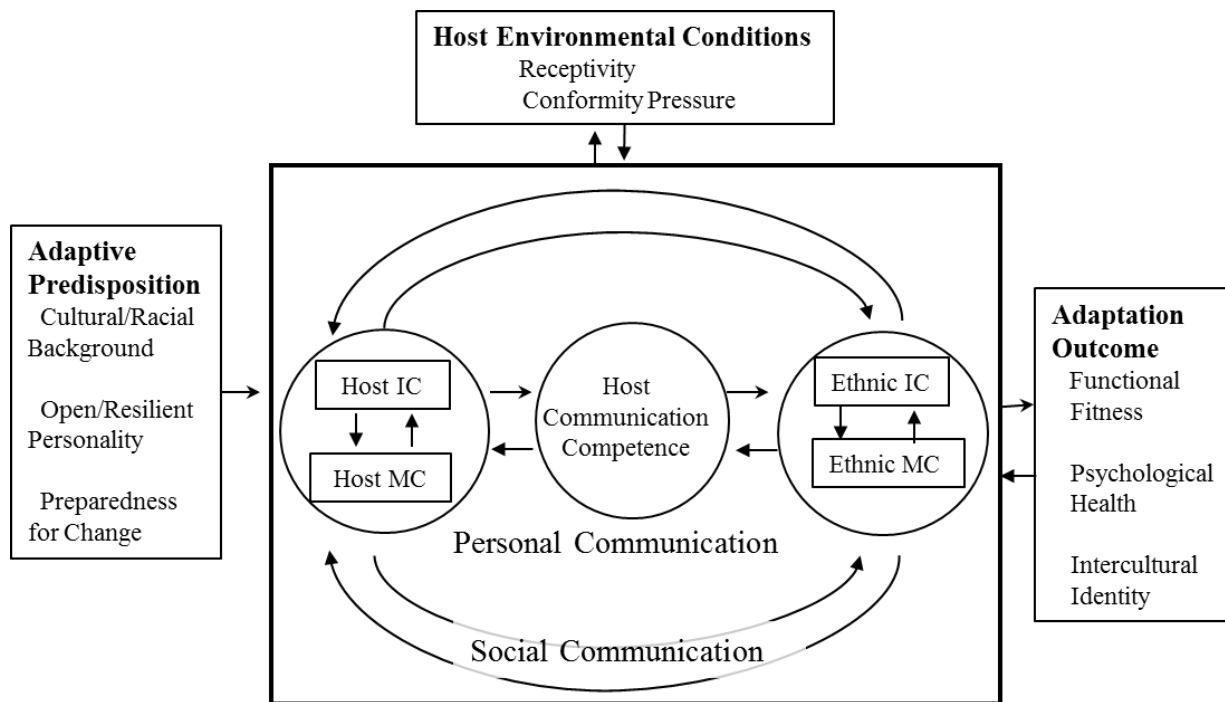 Host Environmental Conditions
Receptivity
Conformity Pressure
Adaptive
Predisposition
Cultural/Racial
Background
Open/Resilient
Personality
Preparedness
for Change
Host IC
Host MC
Host
Communication
Competence
Ethnic IC
Ethnic MC
Personal Communication
Social Communication
Adaptation
Outcome
Functional
Fitness
Psychological
Health
Intercultural
Identity